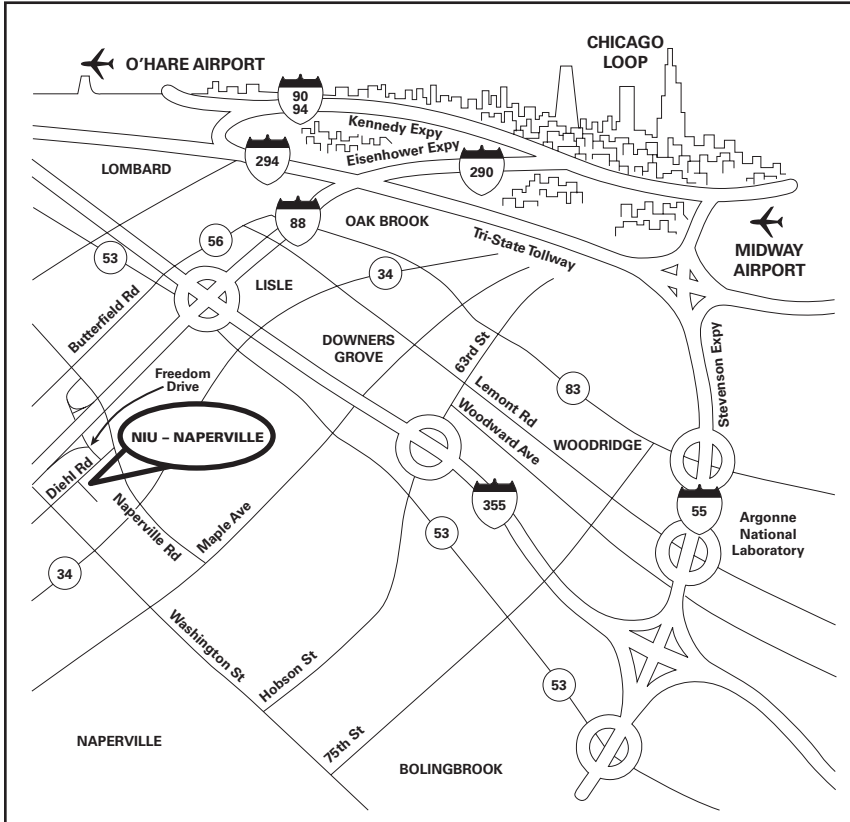 CHICAGO
LOOP
O'HARE AIRPORT
90
94
Kennedy Expy
Eisenhower Expy
294
290
LOMBARD
88
OAK BROOK
56
53
Tri-State Tollway
MIDWAY
AIRPORT
34
LISLE
Butterfield Rd
DOWNERS
GROVE
63rd St
Stevenson Expy
Freedom
Drive
Lemont Rd
83
Woodward Ave
WOODRIDGE
NIU – NAPERVILLE
Diehl Rd
Naperville Rd
Maple Ave
355
55
Argonne
National
Laboratory
53
34
Washington St
Hobson St
53
NAPERVILLE
75th St
BOLINGBROOK